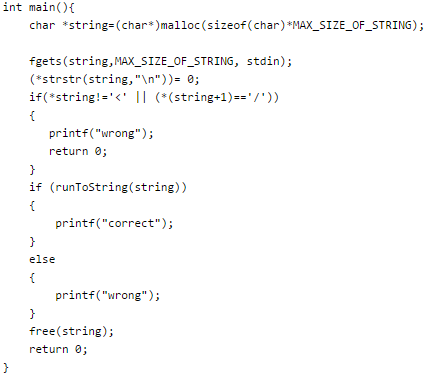 int main(){
char *string=(char*)malloc(sizeof(char)*MAX_SIZE_OF_STRING);
fgets(string,MAX_SIZE_OF_STRING, stdin);
(*strstr(string,"\n"))= 0;
if(*string!='<' || (*(string+1)=='/'))
{
printf("wrong");
return 0;
}
if (runToString(string))
{
printf("correct");
}
else
{
printf("wrong");
}
free(string);
return 0;
}